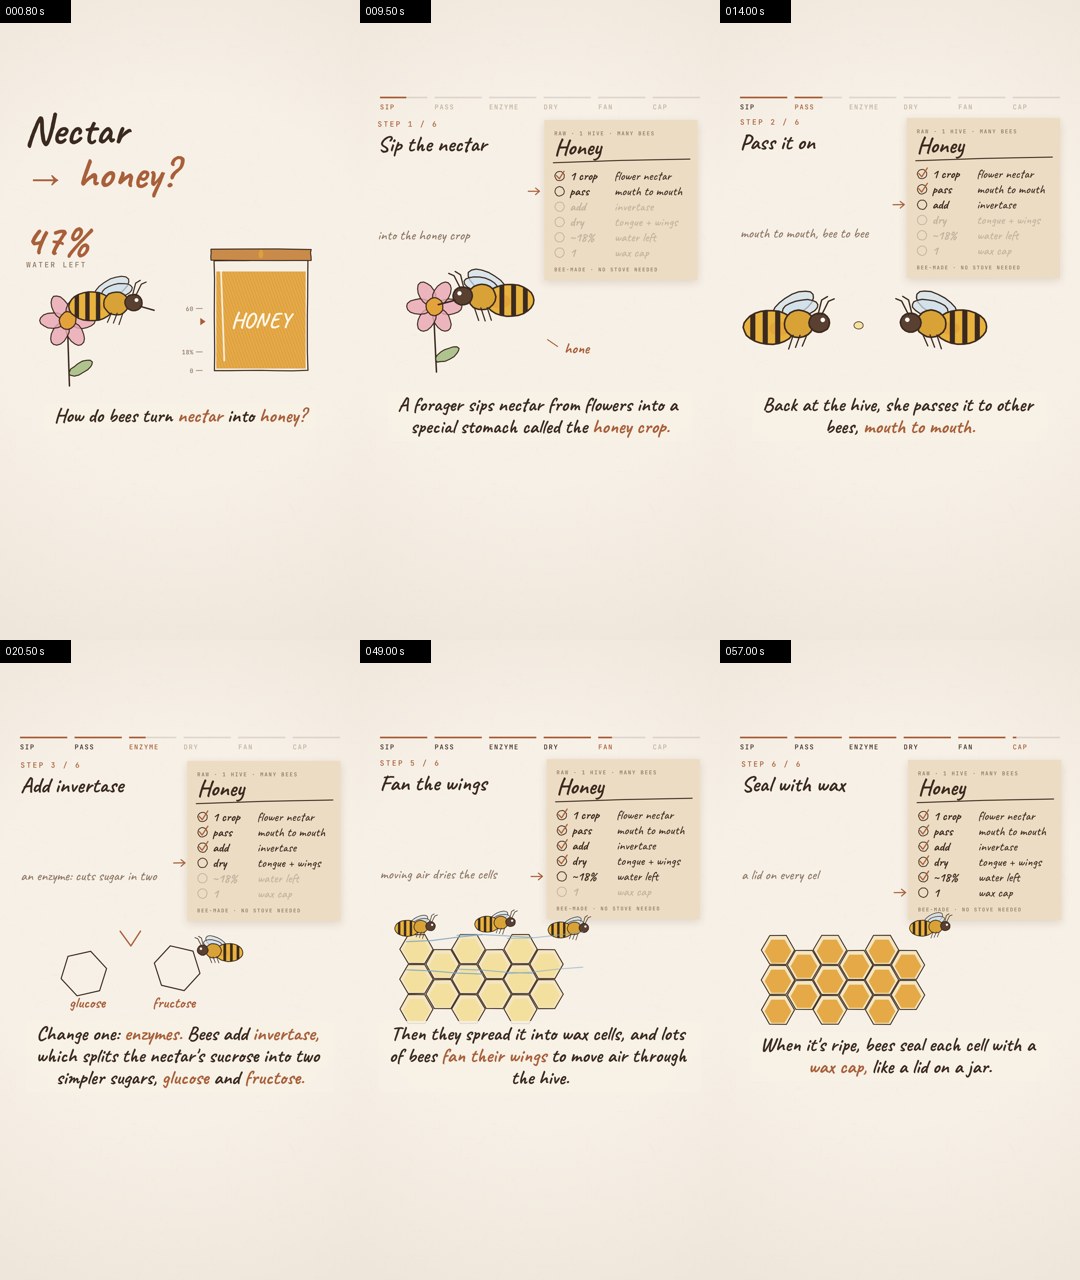 000.80 s
Nectar
→ honey?
47%
WATER LEFT
60
18%
0
HONEY
How do bees turn nectar into honey?
009.50 s
SIP PASS ENZYME DRY FAN CAP
STEP 1 / 6
Sip the nectar
into the honey crop
RAW · 1 HIVE · MANY BEES
Honey
1 crop flower nectar
pass mouth to mouth
add invertase
dry tongue + wings
~18% water left
1 wax cap
BEE-MADE · NO STOVE NEEDED
hone
A forager sips nectar from flowers into a
special stomach called the honey crop.
014.00 s
SIP PASS ENZYME DRY FAN CAP
STEP 2 / 6
Pass it on
mouth to mouth, bee to bee
RAW · 1 HIVE · MANY BEES
Honey
1 crop flower nectar
pass mouth to mouth
add invertase
dry tongue + wings
~18% water left
1 wax cap
BEE-MADE · NO STOVE NEEDED
Back at the hive, she passes it to other
bees, mouth to mouth.
020.50 s
SIP PASS ENZYME DRY FAN CAP
STEP 3 / 6
Add invertase
an enzyme: cuts sugar in two
RAW · 1 HIVE · MANY BEES
Honey
1 crop flower nectar
pass mouth to mouth
add invertase
dry tongue + wings
~18% water left
1 wax cap
BEE-MADE · NO STOVE NEEDED
glucose fructose
Change one: enzymes. Bees add invertase,
which splits the nectar's sucrose into two
simpler sugars, glucose and fructose.
049.00 s
SIP PASS ENZYME DRY FAN CAP
STEP 5 / 6
Fan the wings
moving air dries the cells
RAW · 1 HIVE · MANY BEES
Honey
1 crop flower nectar
pass mouth to mouth
add invertase
dry tongue + wings
~18% water left
1 wax cap
BEE-MADE · NO STOVE NEEDED
Then they spread it into wax cells, and lots
of bees fan their wings to move air through
the hive.
057.00 s
SIP PASS ENZYME DRY FAN CAP
STEP 6 / 6
Seal with wax
a lid on every cel
RAW · 1 HIVE · MANY BEES
Honey
1 crop flower nectar
pass mouth to mouth
add invertase
dry tongue + wings
~18% water left
1 wax cap
BEE-MADE · NO STOVE NEEDED
When it's ripe, bees seal each cell with a
wax cap, like a lid on a jar.